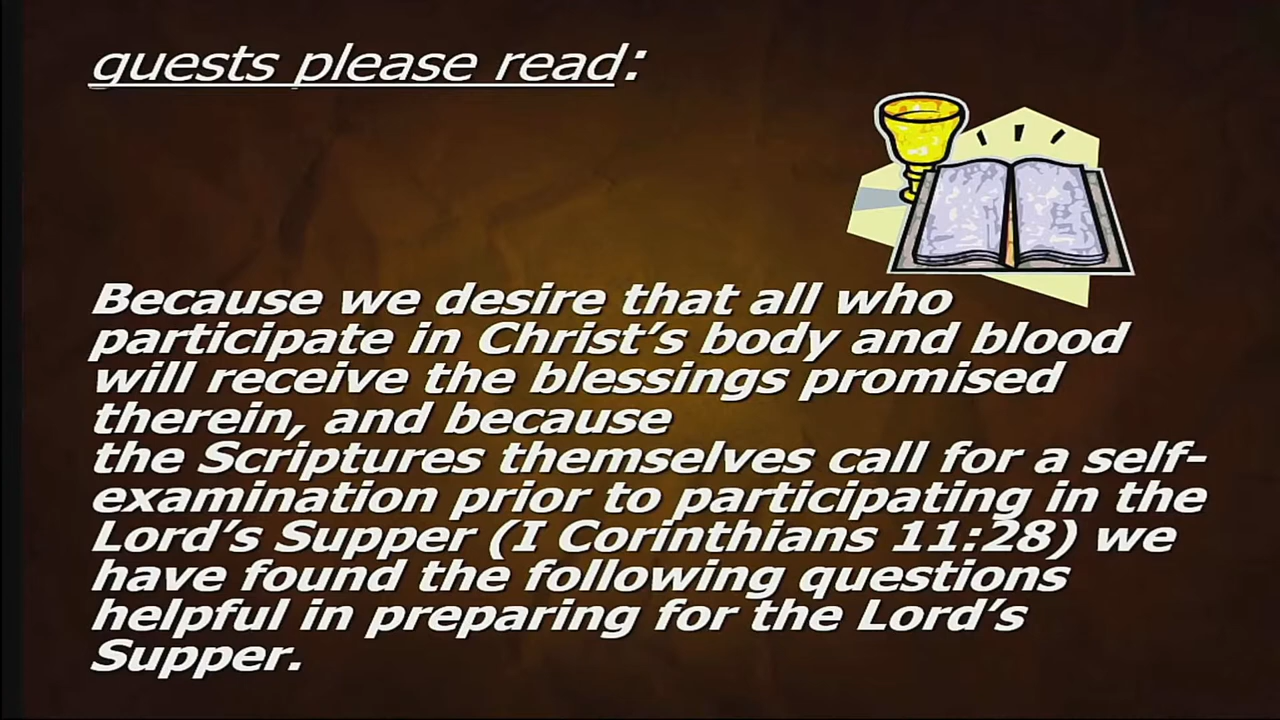 guests please read:
Because we desire that all who
participate in Christ's body and blood
will receive the blessings promised
therein, and because
the Scriptures themselves call for a self-
examination prior to participating in the
Lord's Supper (I Corinthians 11:28) we
have found the following questions
helpful in preparing for the Lord's
Supper.